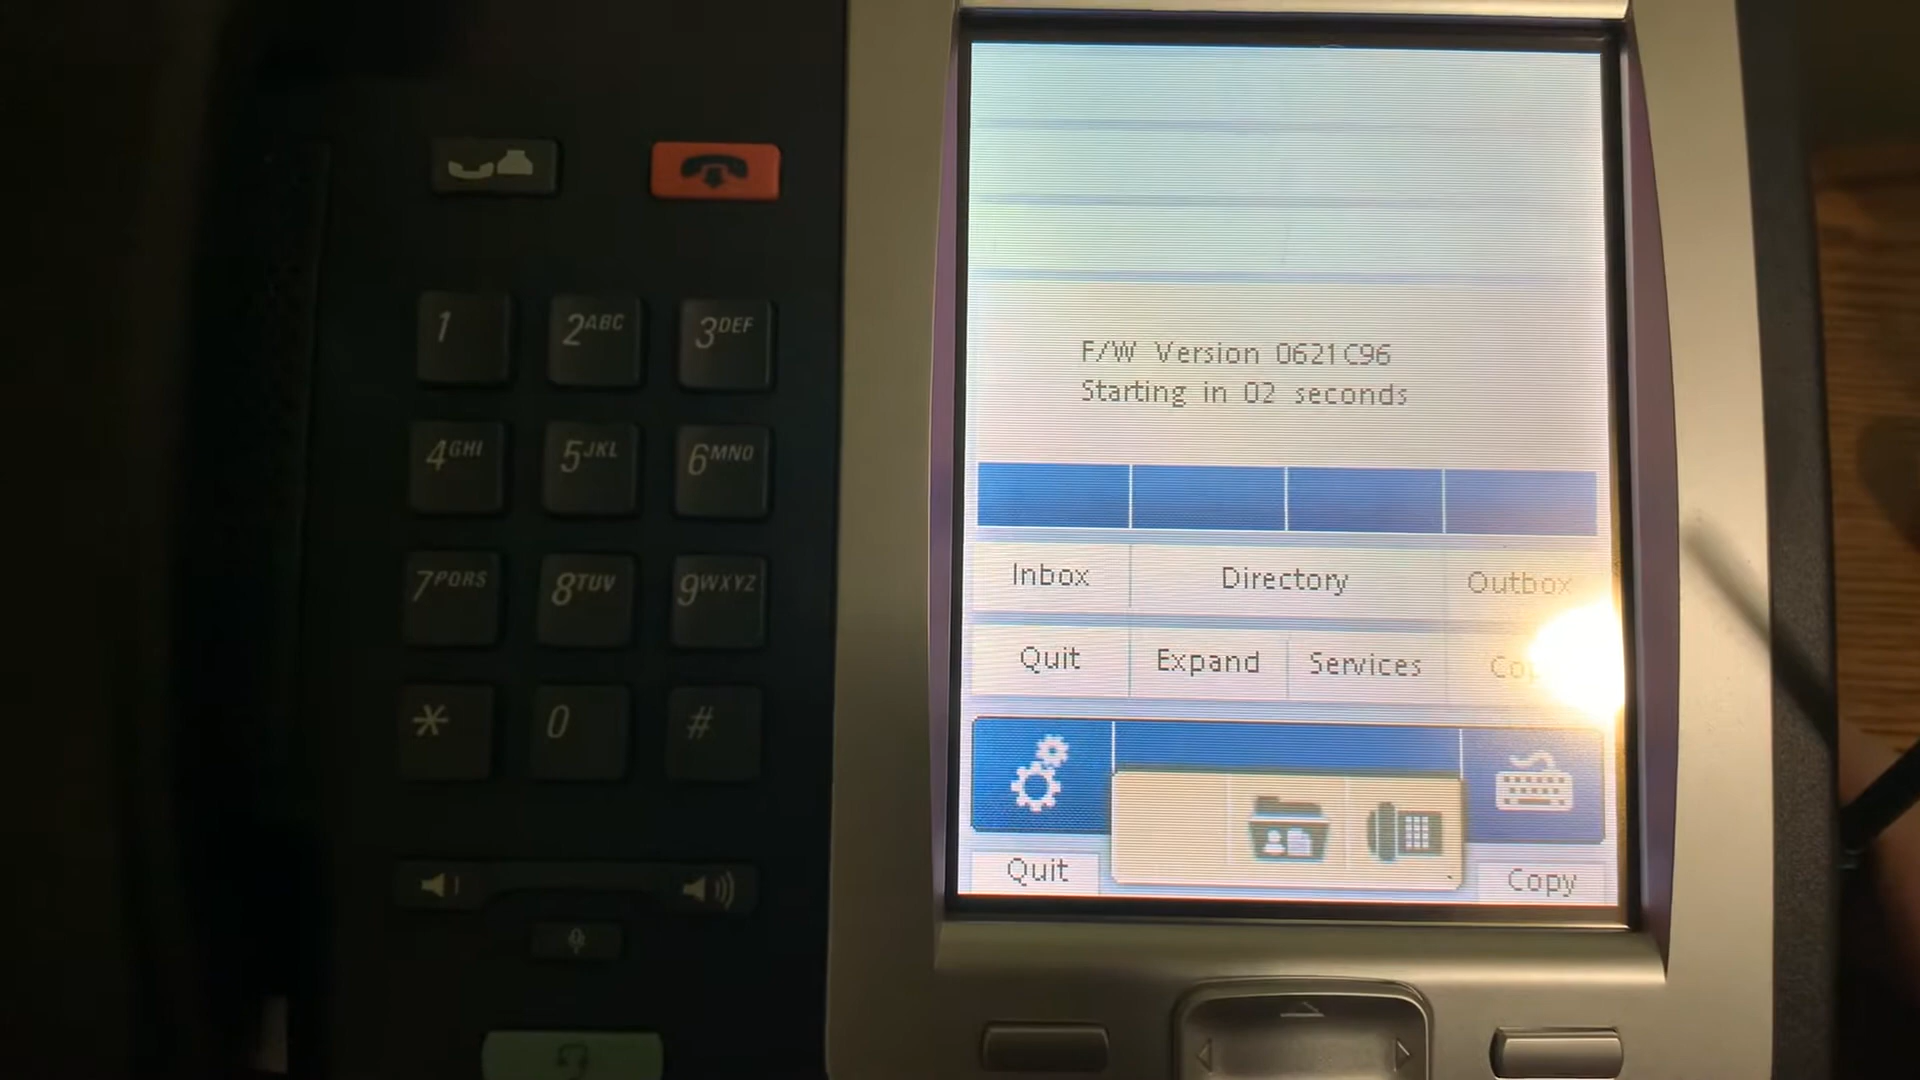 F/W Version 0621C96
Starting in 02 seconds
Inbox Directory Outbox
Quit Expand Services
Quit Copy
1 2ABC 3DEF
4GHI 5JKL 6MNO
7PQRS 8TUV 9WXYZ
* 0 #